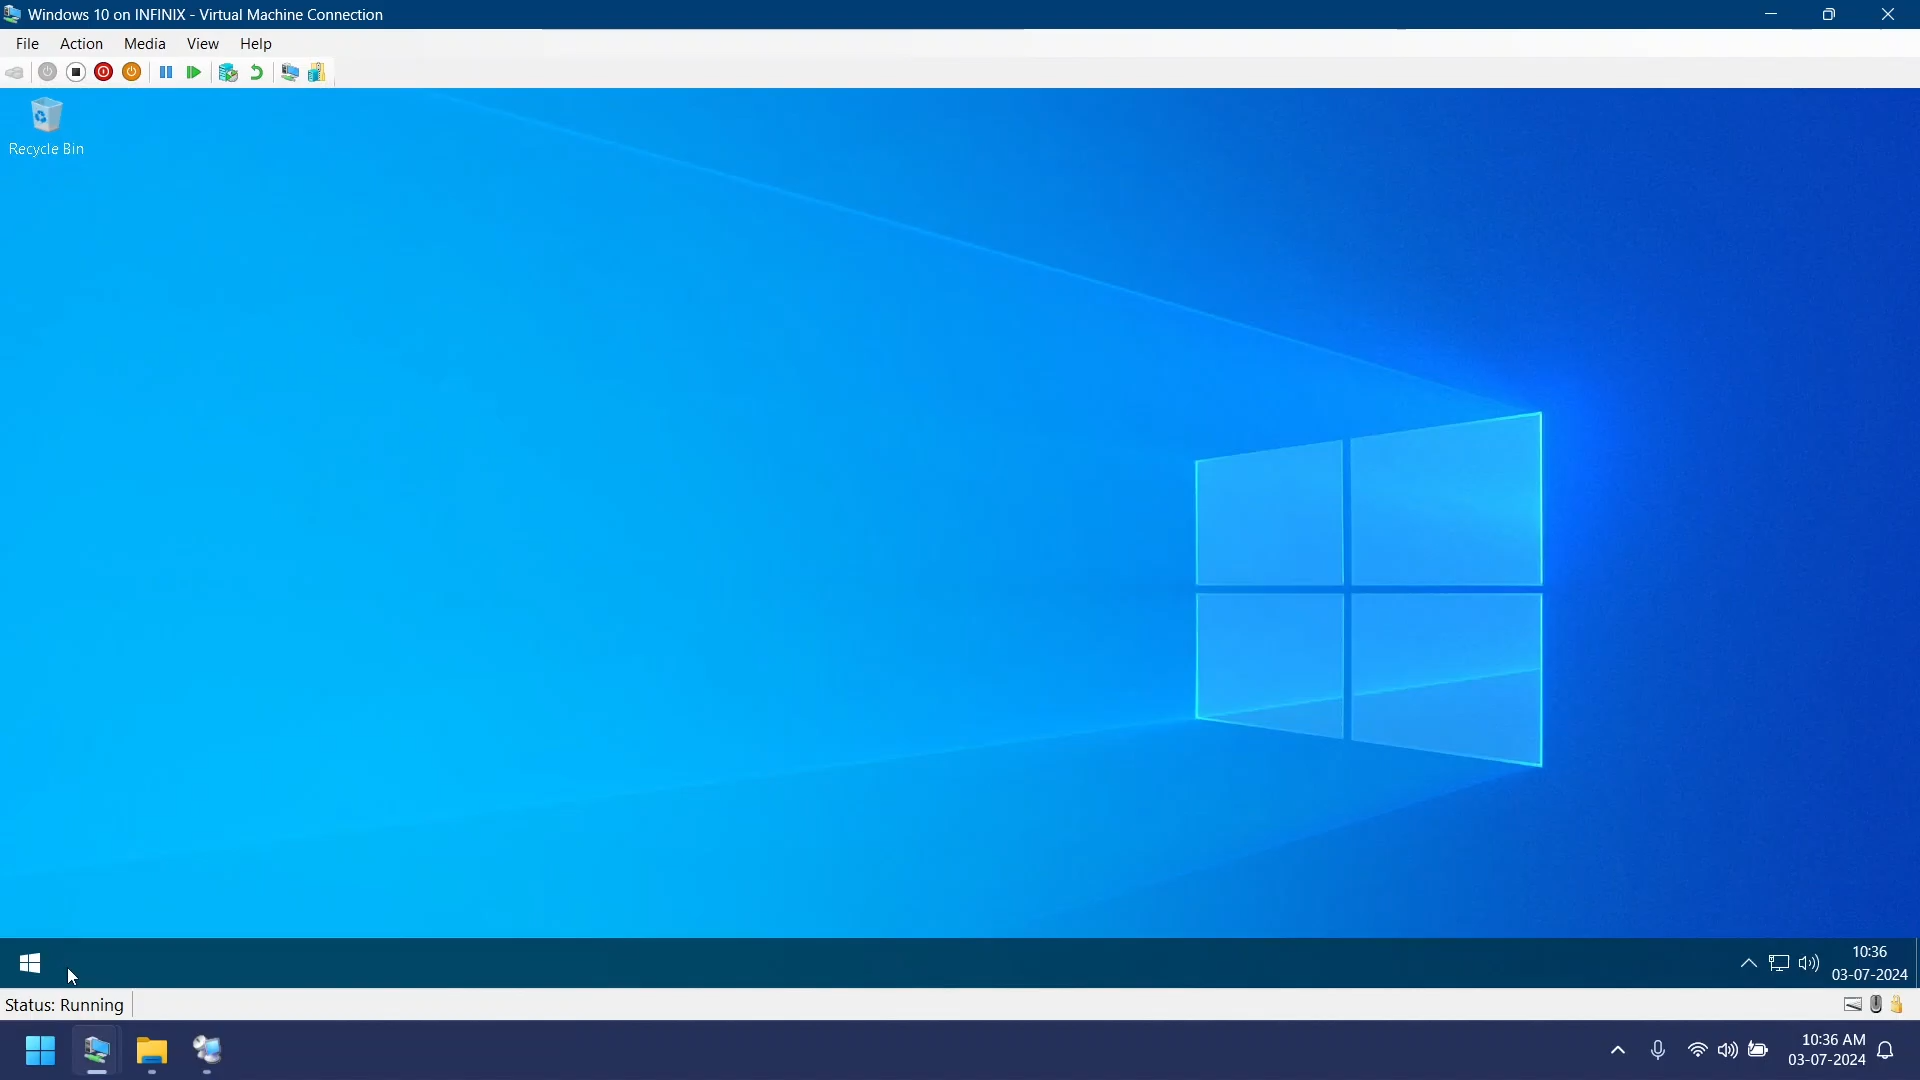 Windows 10 on INFINIX - Virtual Machine Connection
File Action Media View Help
Recycle Bin
10:36
03-07-2024
Status: Running
10:36 AM
03-07-2024